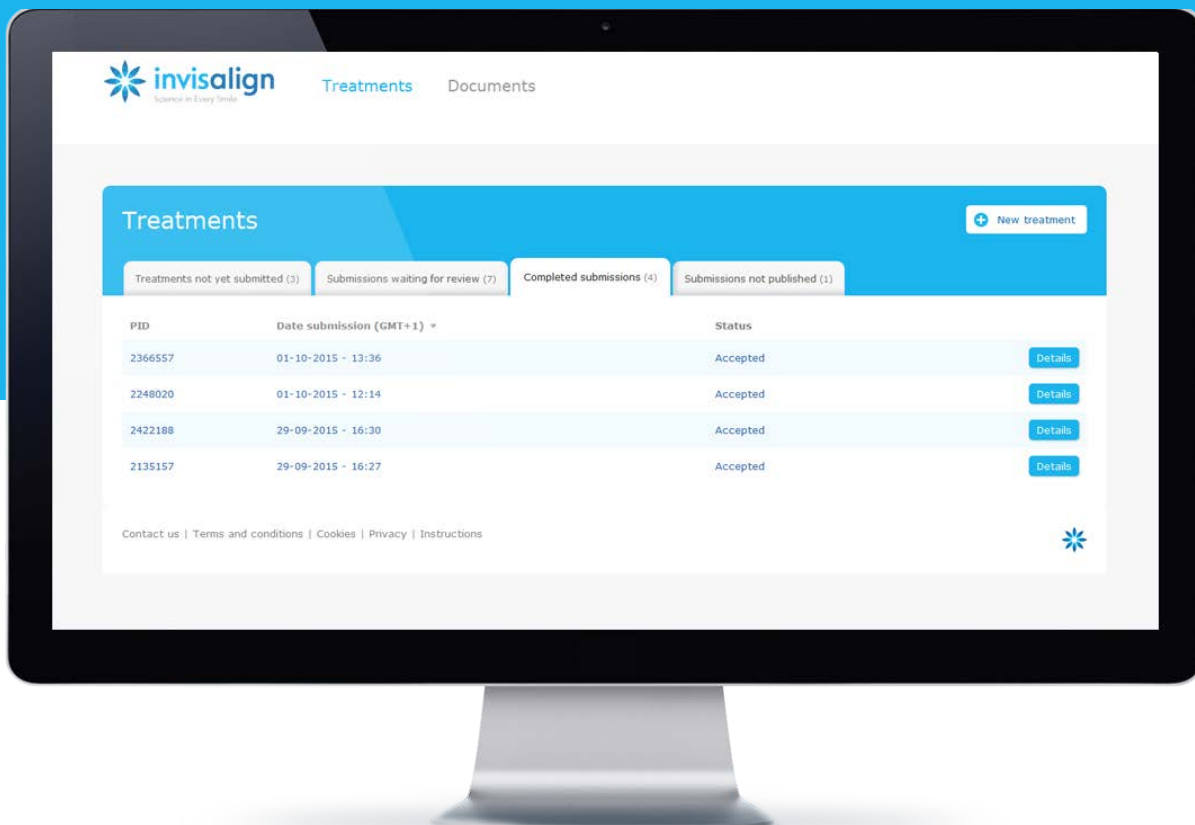 invisalign
Science in Every Smile
Treatments Documents
Treatments
New treatment
Treatments not yet submitted (3) Submissions waiting for review (7) Completed submissions (4) Submissions not published (1)
PID Date submission (GMT+1) Status
2366557 01-10-2015 - 13:36 Accepted Details
2248020 01-10-2015 - 12:14 Accepted Details
2422188 29-09-2015 - 16:30 Accepted Details
2135157 29-09-2015 - 16:27 Accepted Details
Contact us | Terms and conditions | Cookies | Privacy | Instructions